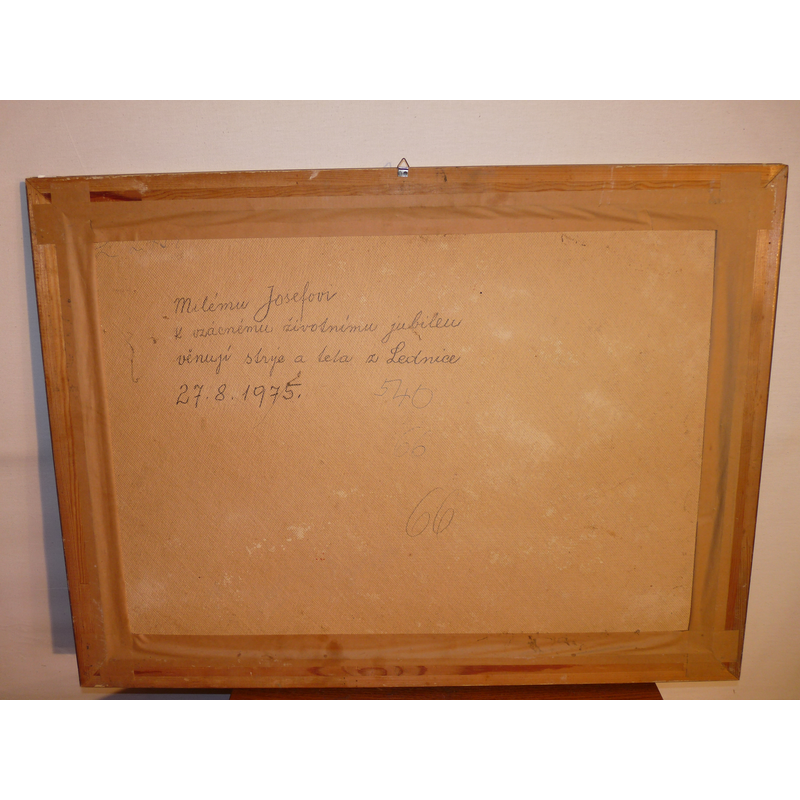 Milému Josefovi
k vzácnému životnímu jubileu
věnují strýc a teta z Lednice
27.8.1975.
540
66